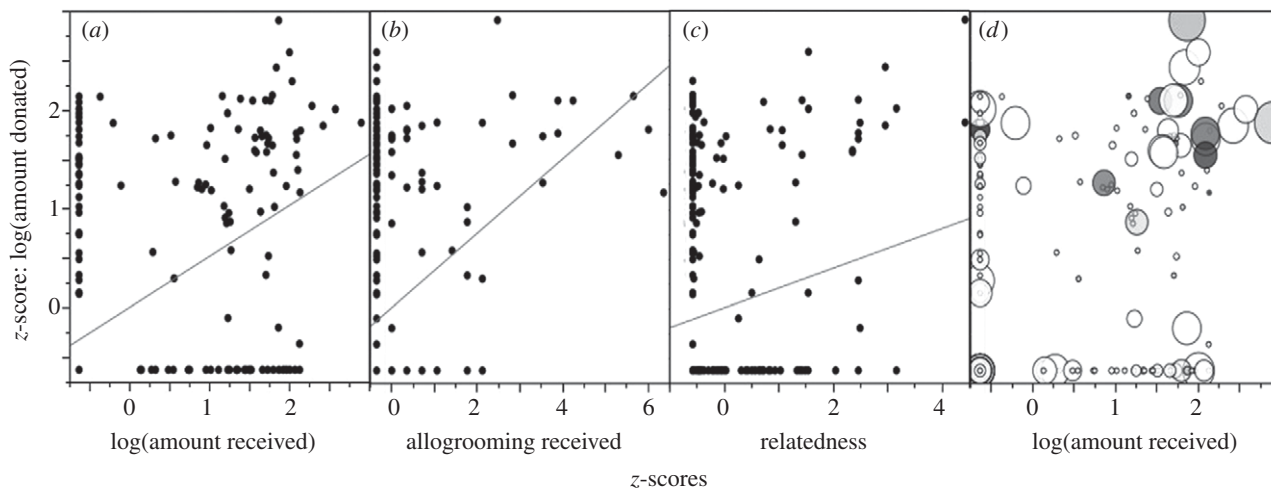 (a) (b) (c) (d)
z-score: log(amount donated)
2
1
0
0 1 2 0 2 4 6 0 2 4 0 1 2
log(amount received) allogrooming received relatedness log(amount received)
z-scores